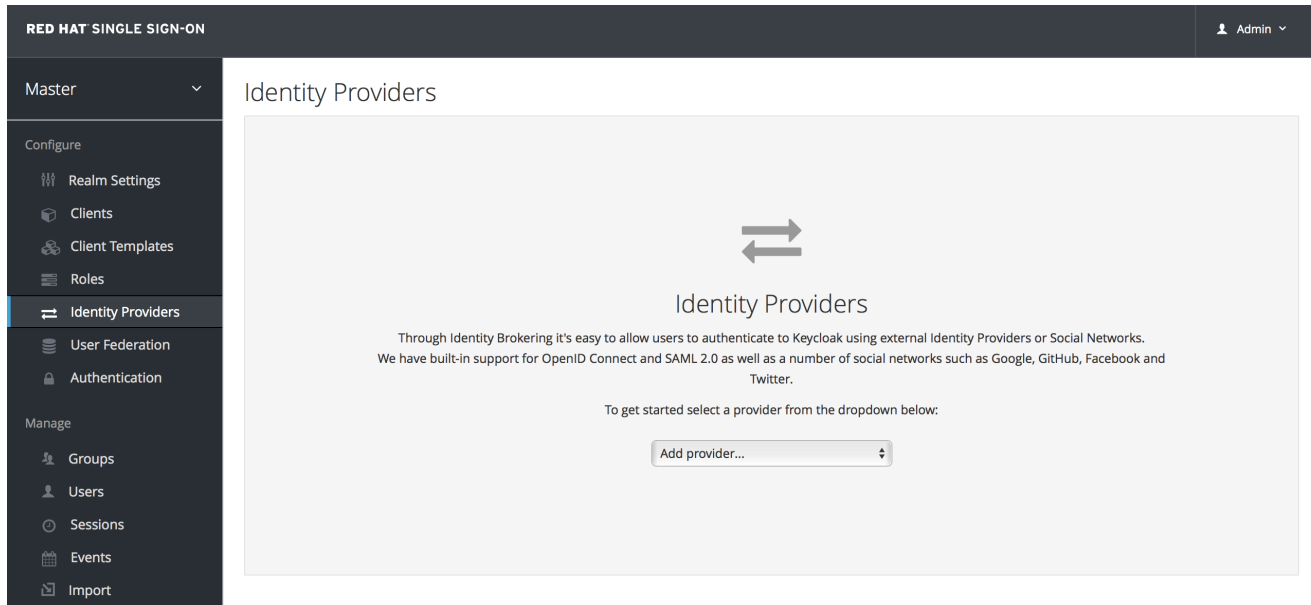 RED HAT SINGLE SIGN-ON
Admin
Master
Identity Providers
Configure
Realm Settings
Clients
Client Templates
Roles
Identity Providers
User Federation
Authentication
Manage
Groups
Users
Sessions
Events
Import
Identity Providers
Through Identity Brokering it's easy to allow users to authenticate to Keycloak using external Identity Providers or Social Networks.
We have built-in support for OpenID Connect and SAML 2.0 as well as a number of social networks such as Google, GitHub, Facebook and
Twitter.
To get started select a provider from the dropdown below:
Add provider...